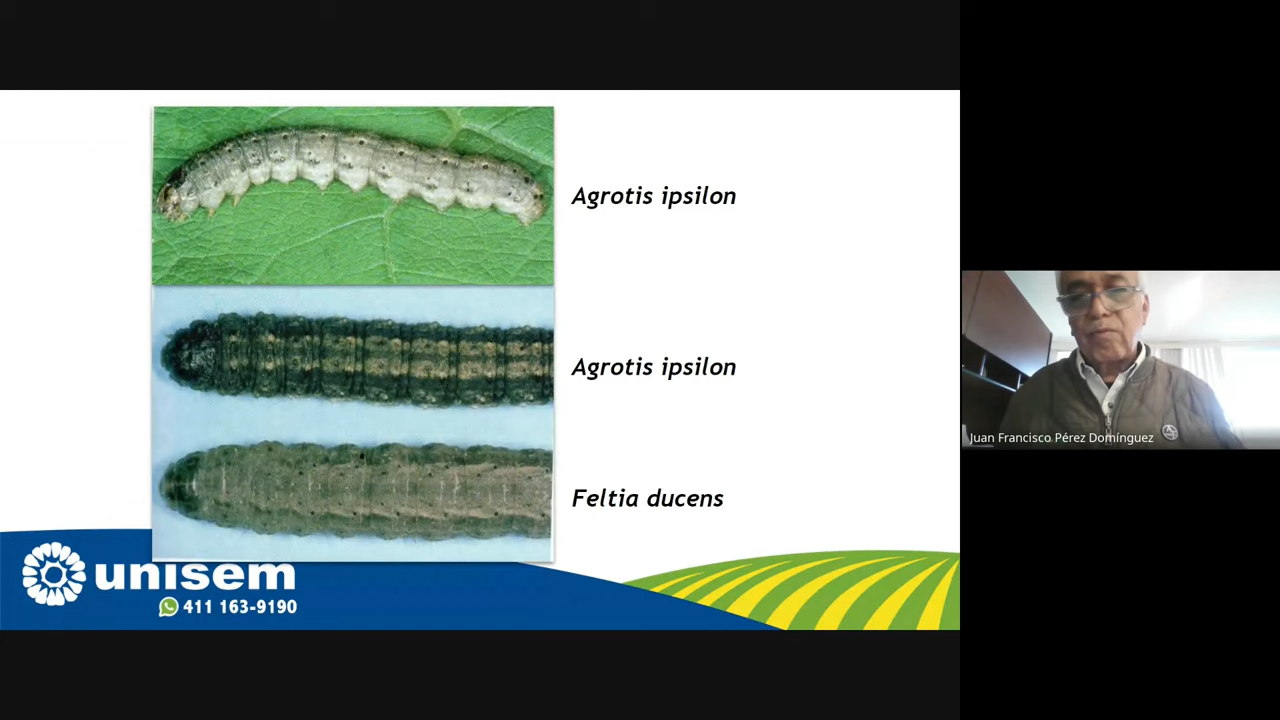 Agrotis ipsilon
Agrotis ipsilon
Feltia ducens
unisem
411 163-9190
Juan Francisco Pérez Domínguez